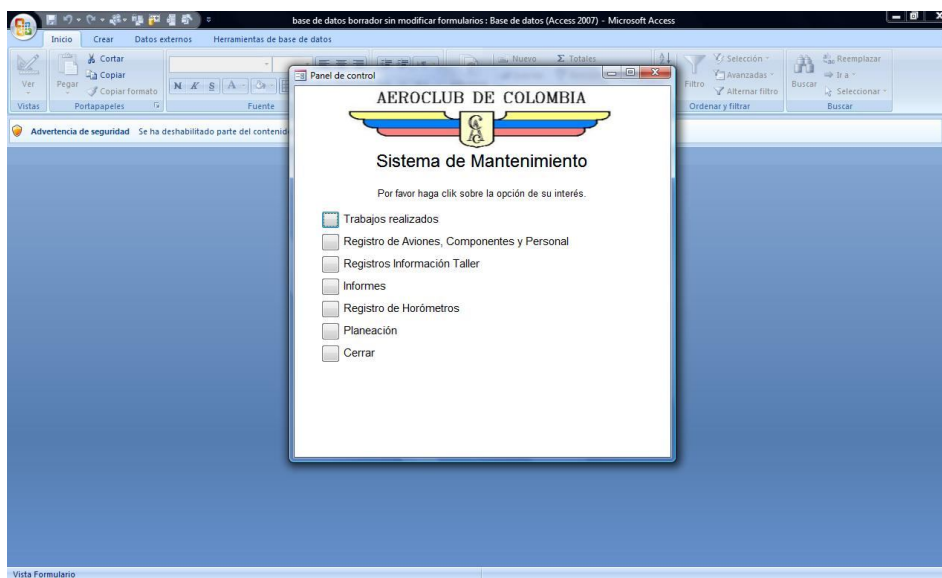 base de datos borrador sin modificar formularios : Base de datos (Access 2007) - Microsoft Access
Inicio Crear Datos externos Herramientas de base de datos
Ver
Vistas
Pegar
Cortar
Copiar
Copiar formato
Portapapeles
N K S A
Fuente
Nuevo
Σ Totales
Filtro
Selección
Avanzadas
Alternar filtro
Ordenar y filtrar
Buscar
Reemplazar
Ir a
Seleccionar
Buscar
Advertencia de seguridad Se ha deshabilitado parte del contenid
Panel de control
AEROCLUB DE COLOMBIA
Sistema de Mantenimiento
Por favor haga clik sobre la opción de su interés.
Trabajos realizados
Registro de Aviones, Componentes y Personal
Registros Información Taller
Informes
Registro de Horómetros
Planeación
Cerrar
Vista Formulario